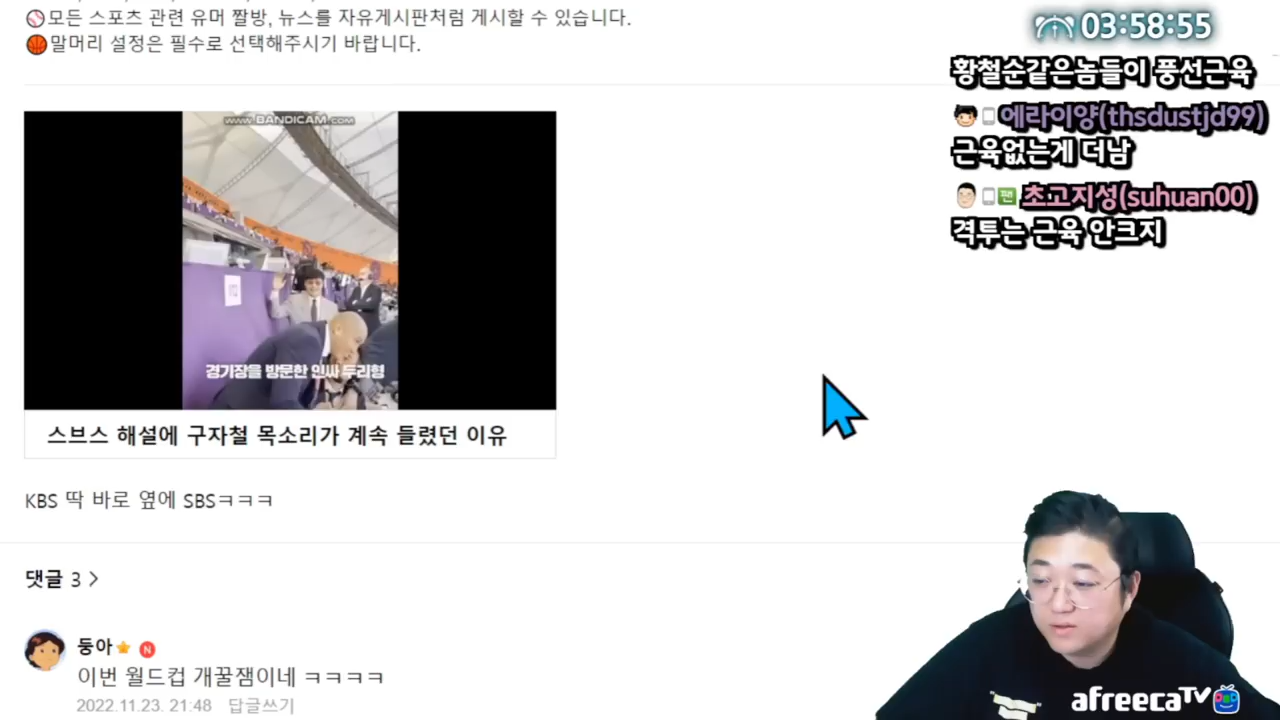 모든 스포츠 관련 유머 짤방, 뉴스를 자유게시판처럼 게시할 수 있습니다.
말머리 설정은 필수로 선택해주시기 바랍니다.
03:58:55
황철순같은놈들이 풍선근육
에라이양(thsdustjd99)
근육없는게 더남
팬 초고지성(suhuan00)
격투는 근육 안크지
www.BANDICAM.com
경기장을 방문한 인싸 두리형
스브스 해설에 구자철 목소리가 계속 들렸던 이유
KBS 딱 바로 옆에 SBSㅋㅋㅋ
댓글 3 >
둥아 N
이번 월드컵 개꿀잼이네 ㅋㅋㅋㅋ
2022.11.23. 21:48 답글쓰기
afreecaTV